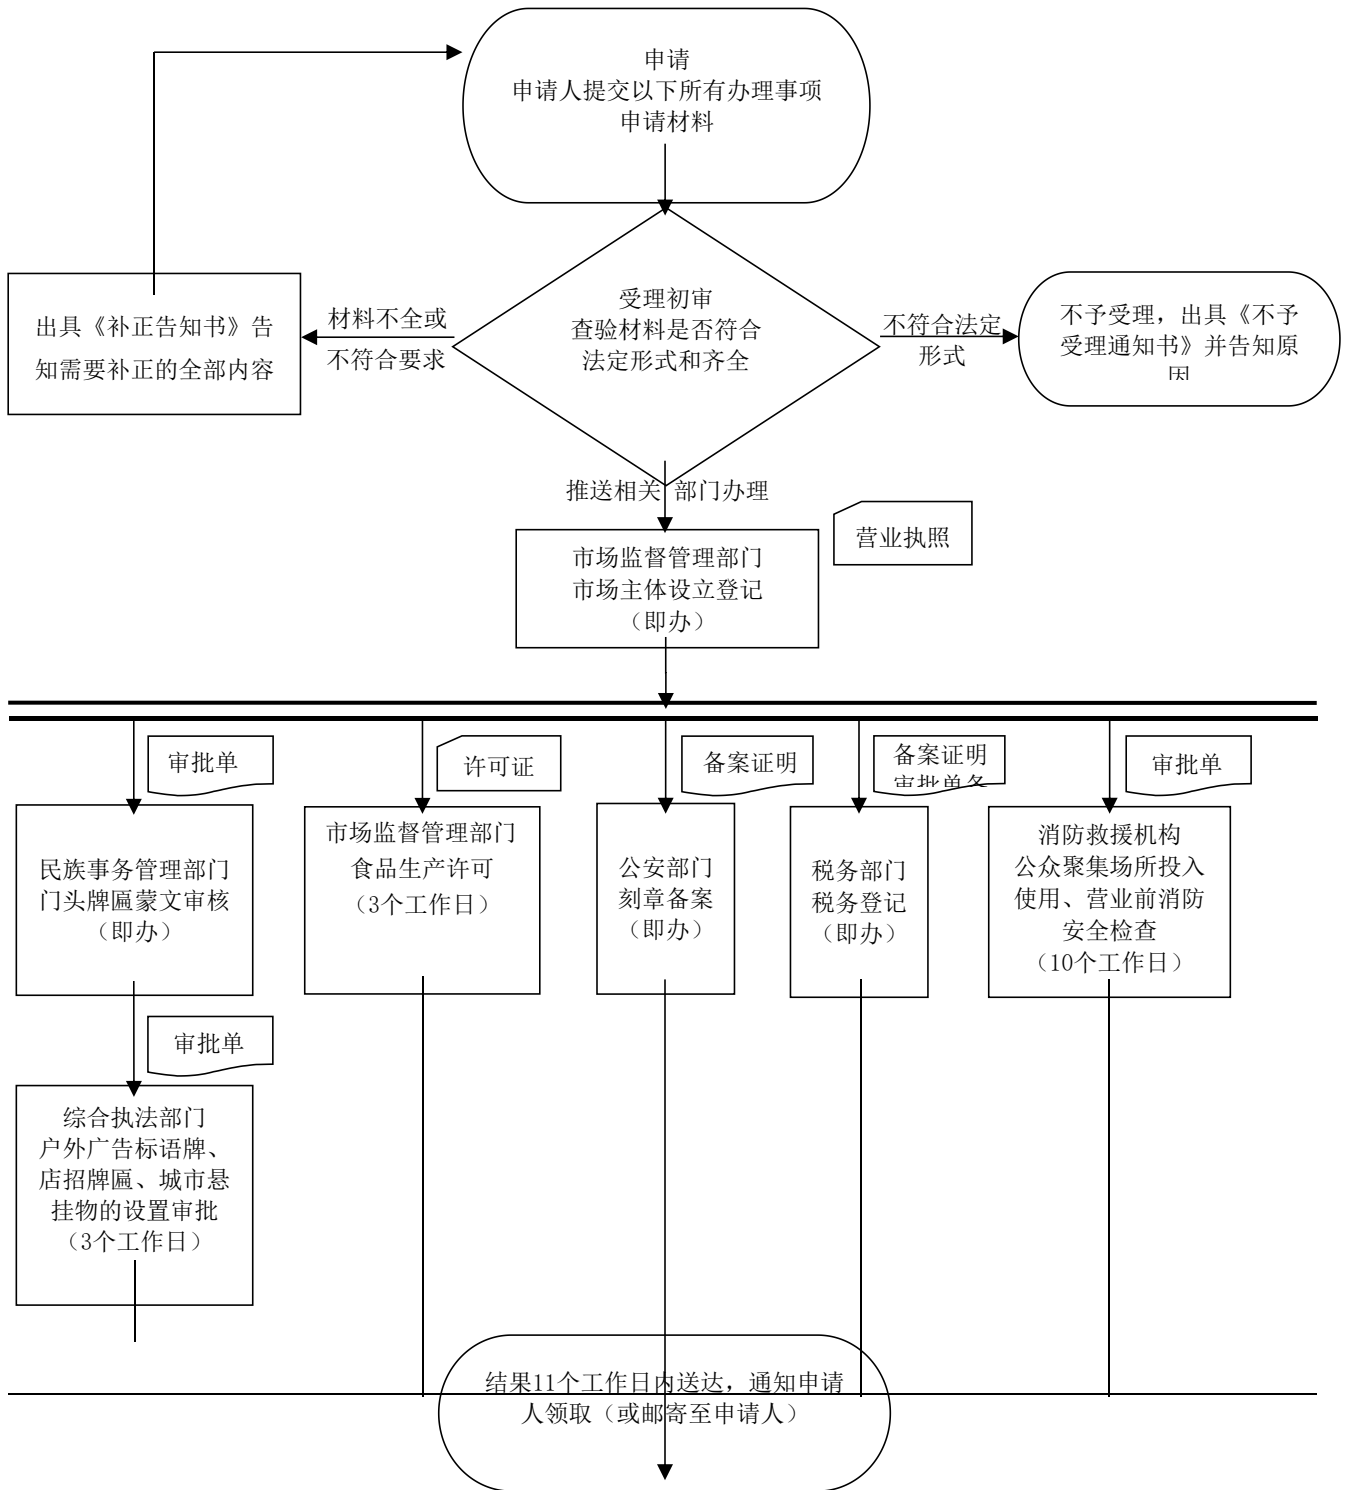 申请
申请人提交以下所有办理事项
申请材料
受理初审
查验材料是否符合
法定形式和齐全
材料不全或
不符合要求
出具《补正告知书》告
知需要补正的全部内容
不符合法定
形式
不予受理，出具《不予
受理通知书》并告知原
因
推送相关 部门办理
市场监督管理部门
市场主体设立登记
（即办）
营业执照
审批单
许可证
备案证明
备案证明
审批单各
审批单
民族事务管理部门
门头牌匾蒙文审核
（即办）
市场监督管理部门
食品生产许可
（3个工作日）
公安部门
刻章备案
（即办）
税务部门
税务登记
（即办）
消防救援机构
公众聚集场所投入
使用、营业前消防
安全检查
（10个工作日）
审批单
综合执法部门
户外广告标语牌、
店招牌匾、城市悬
挂物的设置审批
（3个工作日）
结果11个工作日内送达，通知申请
人领取（或邮寄至申请人）